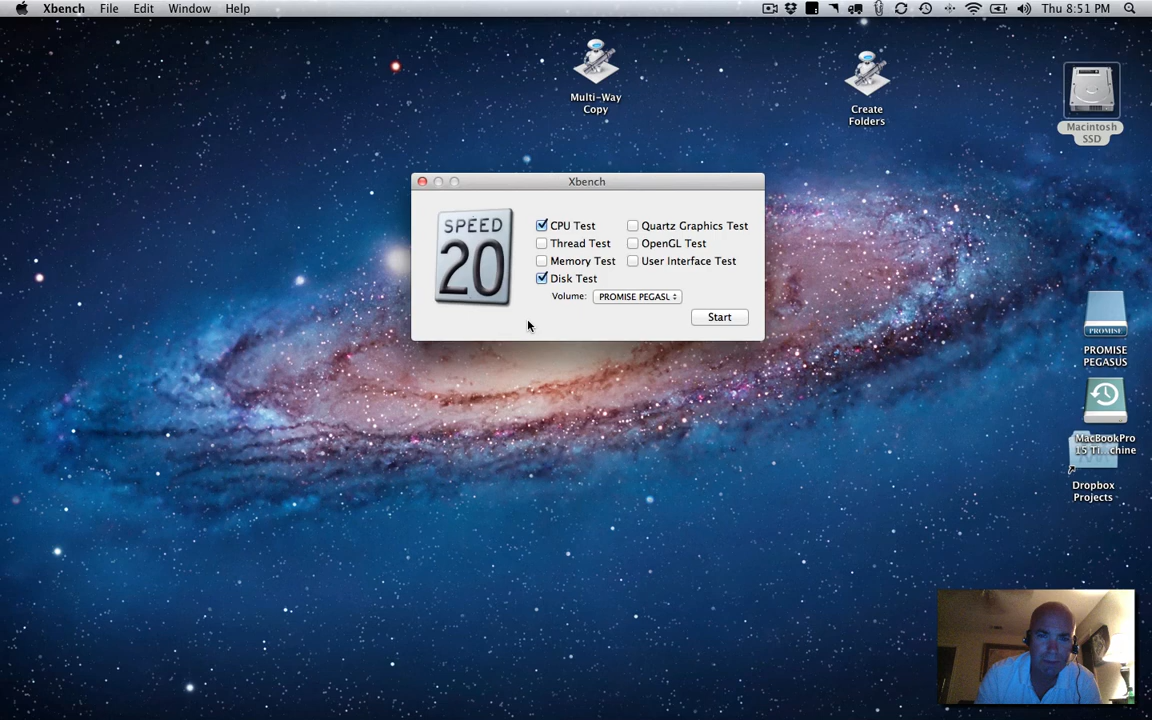 Xbench File Edit Window Help Thu 8:51 PM
Multi-Way
Copy
Create
Folders
Macintosh
SSD
Xbench
SPEED
20
CPU Test
Quartz Graphics Test
Thread Test
OpenGL Test
Memory Test
User Interface Test
Disk Test
Volume: PROMISE PEGASU
Start
PROMISE
PROMISE
PEGASUS
MacBookPro
15 Ti...chine
Dropbox
Projects